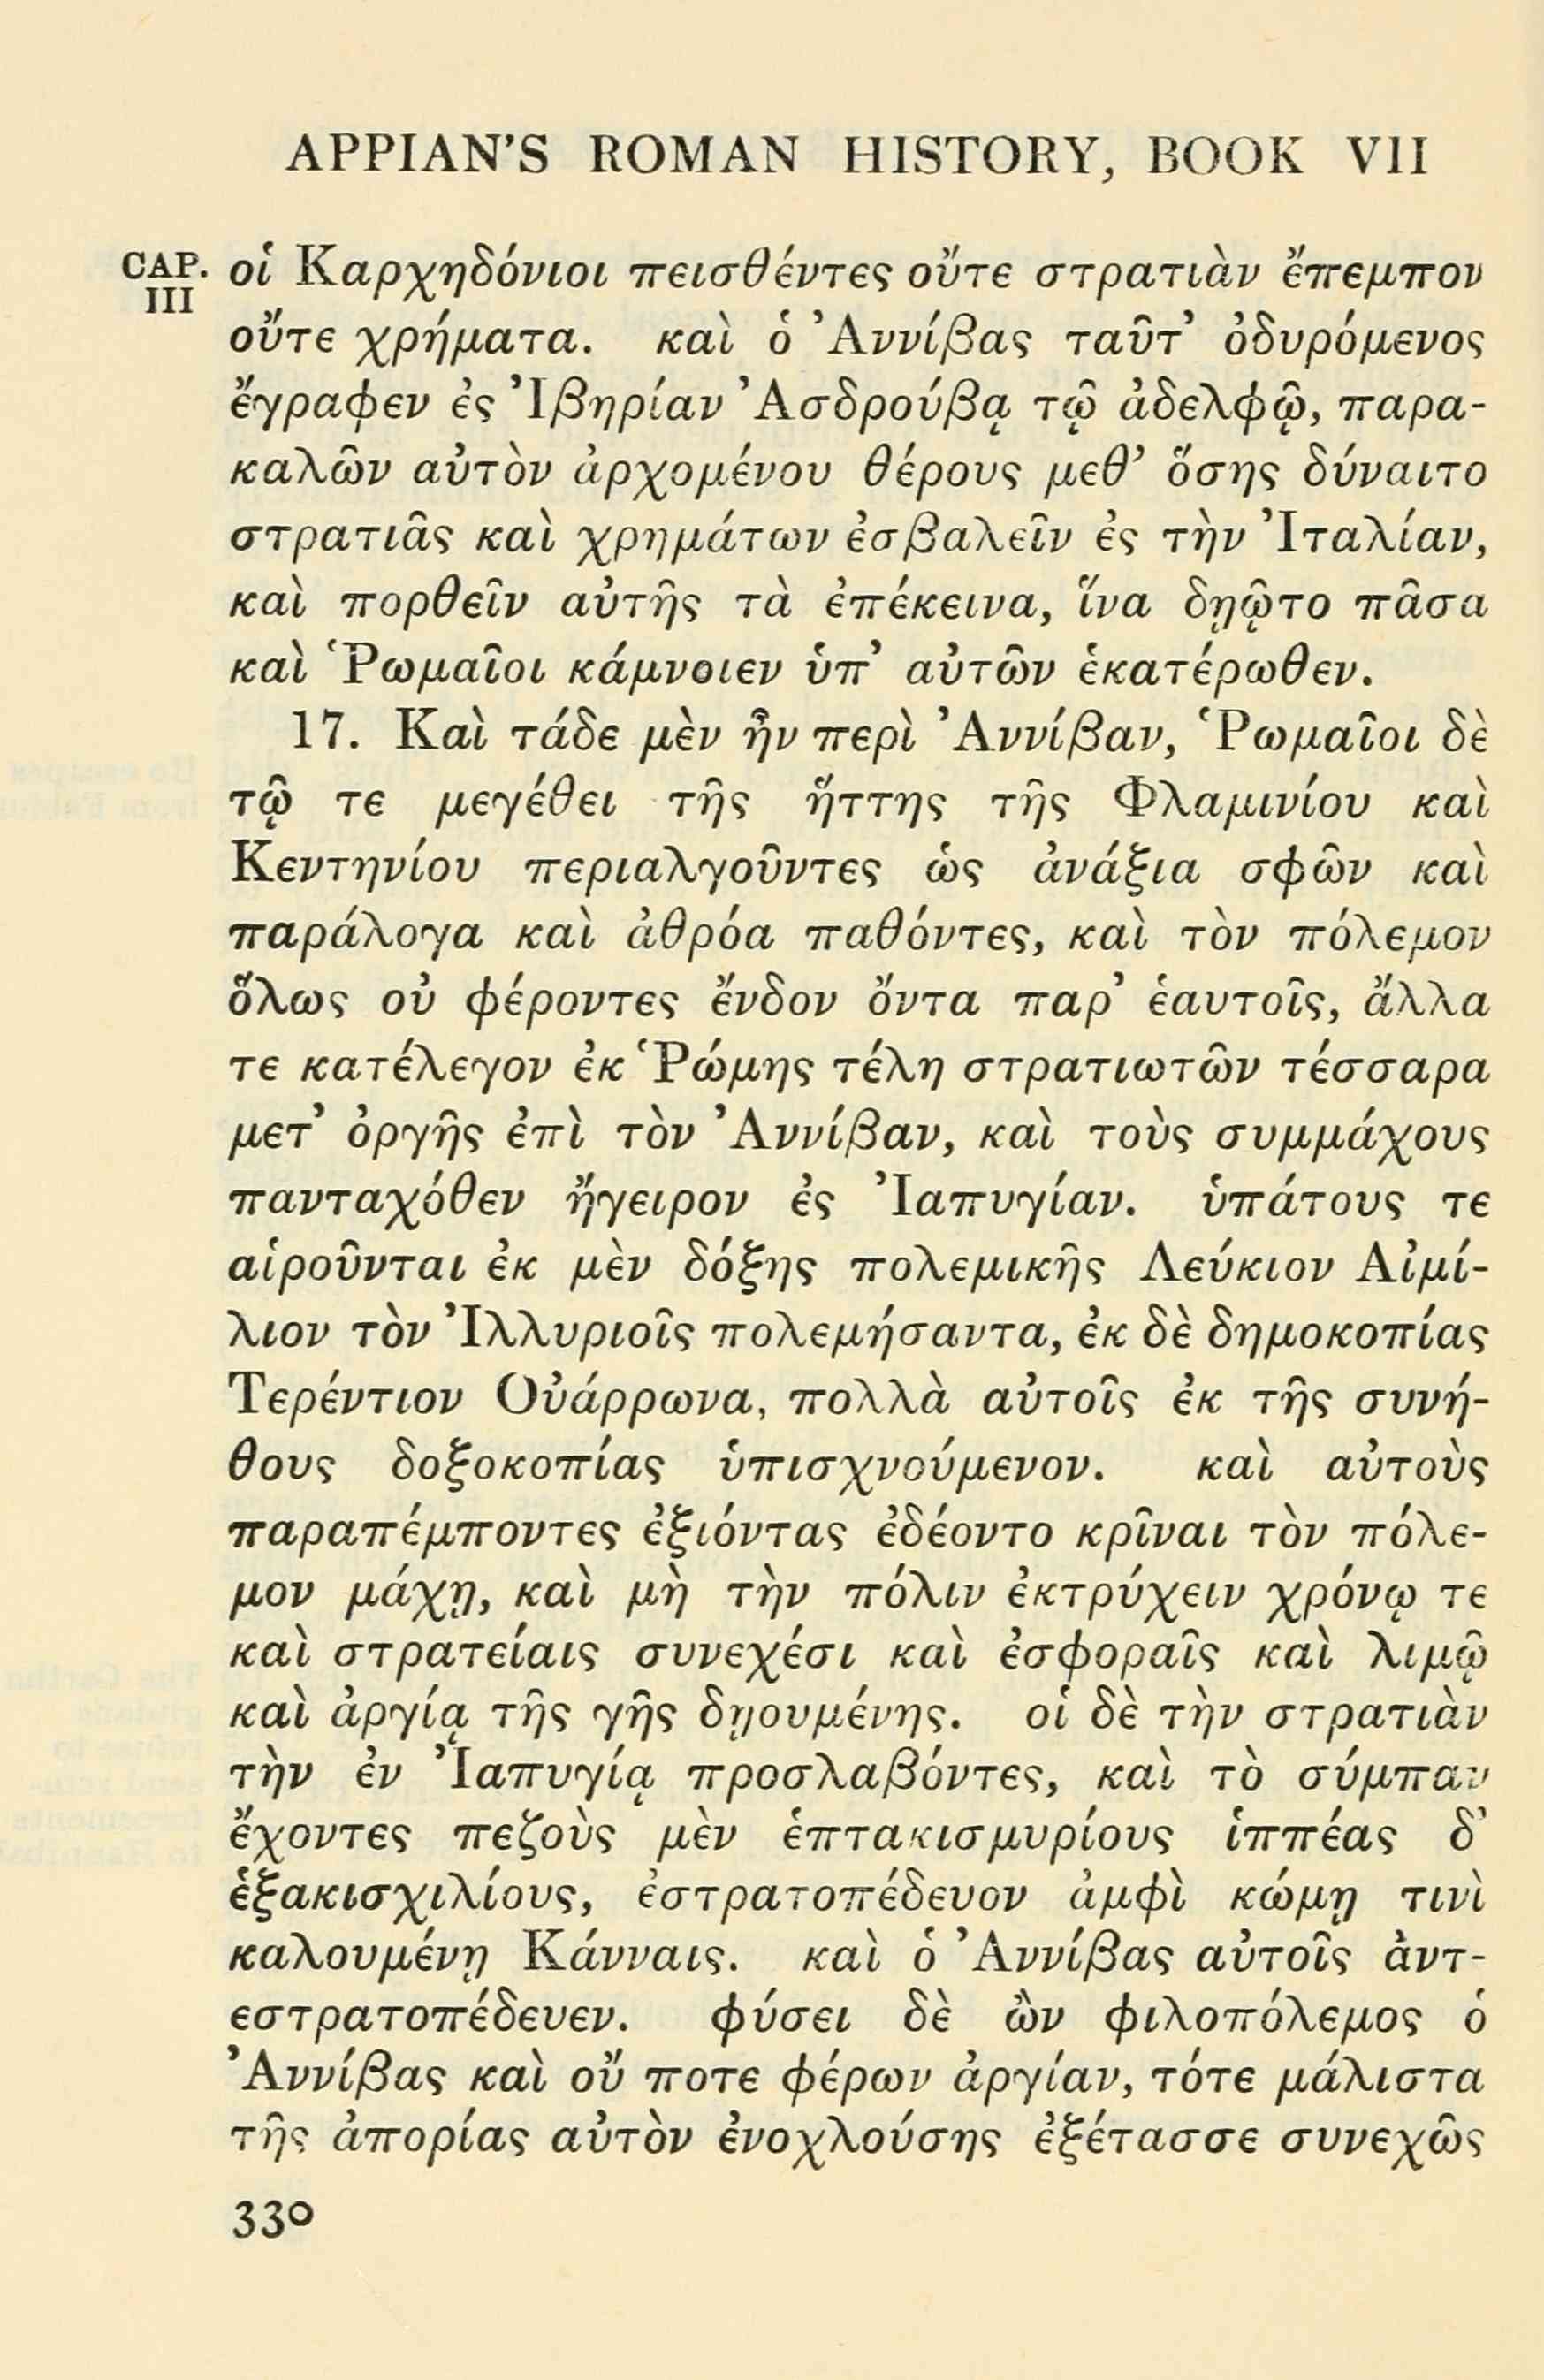 APPIAN'S ROMAN HISTORY, BOOK VII
CAP. III
οἱ Καρχηδόνιοι πεισθέντες οὔτε στρατιὰν ἔπεμπον
οὔτε χρήματα. καὶ ὁ Ἀννίβας ταῦτ’ ὀδυρόμενος
ἔγραφεν ἐς Ἰβηρίαν Ἀσδρούβᾳ τῷ ἀδελφῷ, παρα-
καλῶν αὐτὸν ἀρχομένου θέρους μεθ’ ὅσης δύναιτο
στρατιᾶς καὶ χρημάτων ἐσβαλεῖν ἐς τὴν Ἰταλίαν,
καὶ πορθεῖν αὐτῆς τὰ ἐπέκεινα, ἵνα δῃῷτο πᾶσα
καὶ Ῥωμαῖοι κάμνοιεν ὑπ’ αὐτῶν ἑκατέρωθεν.
17. Καὶ τάδε μὲν ἦν περὶ Ἀννίβαν, Ῥωμαῖοι δὲ
τῷ τε μεγέθει τῆς ἥττης τῆς Φλαμινίου καὶ
Κεντηνίου περιαλγοῦντες ὡς ἀνάξια σφῶν καὶ
παράλογα καὶ ἀθρόα παθόντες, καὶ τὸν πόλεμον
ὅλως οὐ φέροντες ἔνδον ὄντα παρ’ ἑαυτοῖς, ἄλλα
τε κατέλεγον ἐκ Ῥώμης τέλη στρατιωτῶν τέσσαρα
μετ’ ὀργῆς ἐπὶ τὸν Ἀννίβαν, καὶ τοὺς συμμάχους
πανταχόθεν ἤγειρον ἐς Ἰαπυγίαν. ὑπάτους τε
αἱροῦνται ἐκ μὲν δόξης πολεμικῆς Λεύκιον Αἰμί-
λιον τὸν Ἰλλυριοῖς πολεμήσαντα, ἐκ δὲ δημοκοπίας
Τερέντιον Οὐάρρωνα, πολλὰ αὐτοῖς ἐκ τῆς συνή-
θους δοξοκοπίας ὑπισχνούμενον. καὶ αὐτοὺς
παραπέμποντες ἐξιόντας ἐδέοντο κρῖναι τὸν πόλε-
μον μάχῃ, καὶ μὴ τὴν πόλιν ἐκτρύχειν χρόνῳ τε
καὶ στρατείαις συνεχέσι καὶ ἐσφοραῖς καὶ λιμῷ
καὶ ἀργίᾳ τῆς γῆς δῃουμένης. οἱ δὲ τὴν στρατιὰν
τὴν ἐν Ἰαπυγίᾳ προσλαβόντες, καὶ τὸ σύμπαν
ἔχοντες πεζοὺς μὲν ἑπτακισμυρίους ἱππέας δ’
ἑξακισχιλίους, ἐστρατοπέδευον ἀμφὶ κώμῃ τινὶ
καλουμένῃ Κάνναις. καὶ ὁ Ἀννίβας αὐτοῖς ἀντ-
εστρατοπέδευεν. φύσει δὲ ὢν φιλοπόλεμος ὁ
Ἀννίβας καὶ οὔ ποτε φέρων ἀργίαν, τότε μάλιστα
τῆς ἀπορίας αὐτὸν ἐνοχλούσης ἐξέτασσε συνεχῶς
330